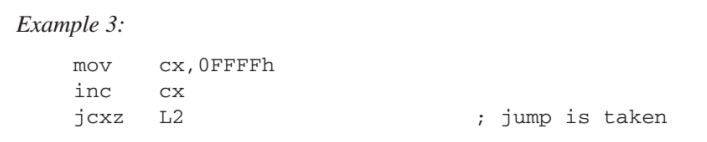 Example 3:
mov cx,0FFFFh
inc cx
jcxz L2 ; jump is taken